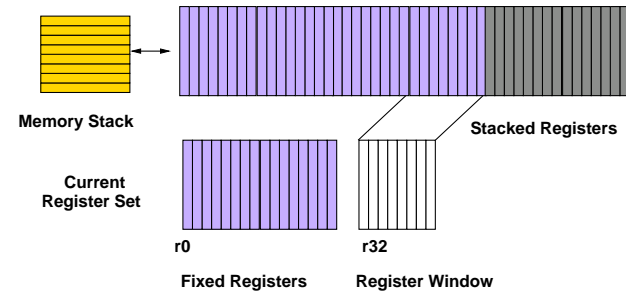 Memory Stack
Stacked Registers
Current
Register Set
r0
r32
Fixed Registers
Register Window